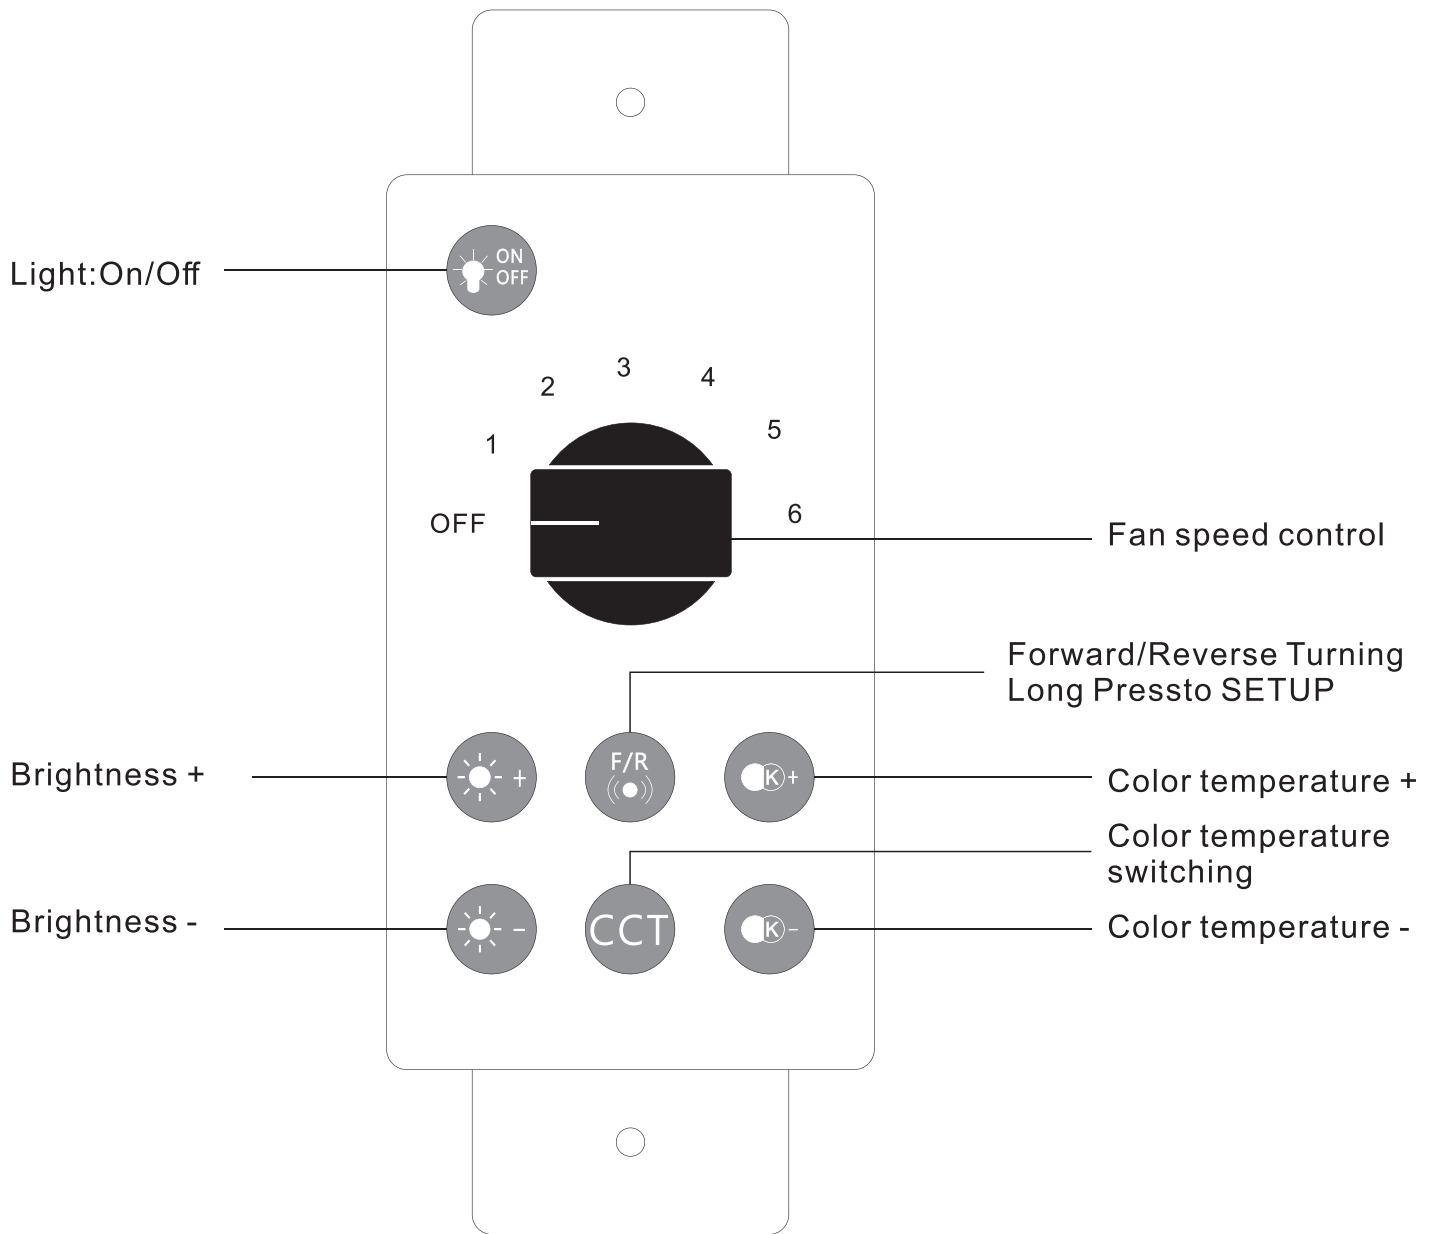 Light:On/Off
ON
OFF
3
4
2
5
1
6
OFF
Fan speed control
Forward/Reverse Turning
Long Pressto SETUP
F/R
Brightness +
+
K+
Color temperature +
Color temperature
switching
Brightness -
-
CCT
K-
Color temperature -